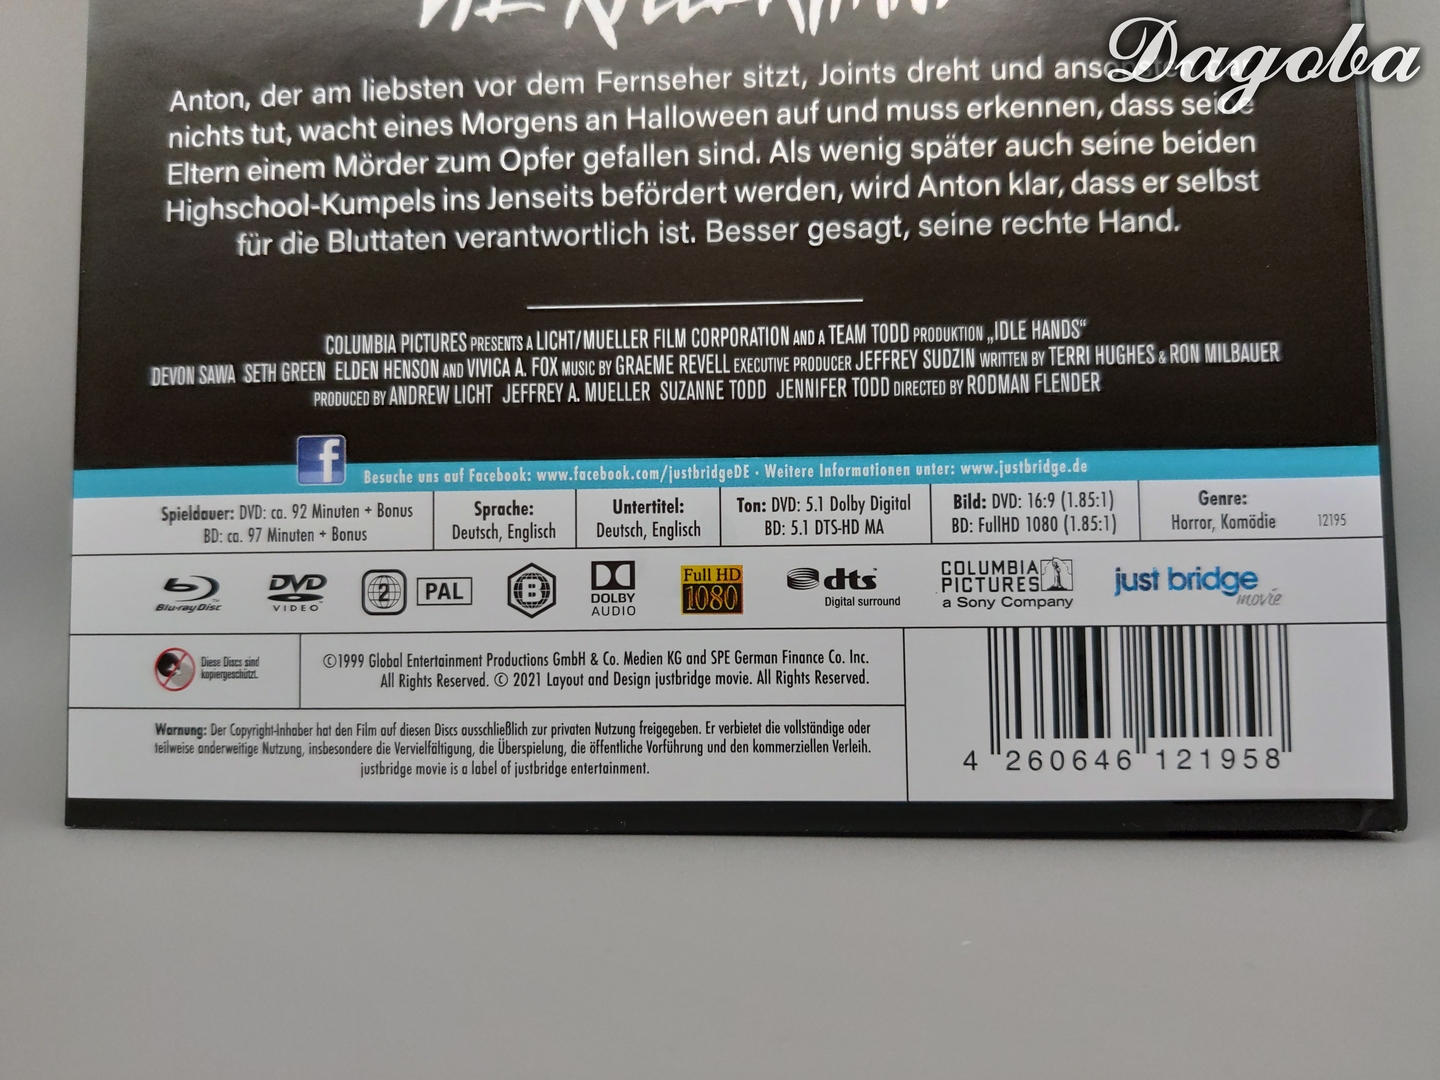 DIE KILLERHAND
Dagoba
Anton, der am liebsten vor dem Fernseher sitzt, Joints dreht und
nichts tut, wacht eines Morgens an Halloween auf und muss erkennen, dass seine
Eltern einem Mörder zum Opfer gefallen sind. Als wenig später auch seine beiden
Highschool-Kumpels ins Jenseits befördert werden, wird Anton klar, dass er selbst
für die Bluttaten verantwortlich ist. Besser gesagt, seine rechte Hand.
COLUMBIA PICTURES PRESENTS A LICHT/MUELLER FILM CORPORATION AND A TEAM TODD PRODUKTION „IDLE HANDS“
DEVON SAWA SETH GREEN ELDEN HENSON AND VIVICA A. FOX MUSIC BY GRAEME REVELL EXECUTIVE PRODUCER JEFFREY SUDZIN WRITTEN BY TERRI HUGHES & RON MILBAUER
PRODUCED BY ANDREW LICHT JEFFREY A. MUELLER SUZANNE TODD JENNIFER TODD DIRECTED BY RODMAN FLENDER
f Besuche uns auf Facebook: www.facebook.com/justbridgeDE · Weitere Informationen unter: www.justbridge.de
Spieldauer: DVD: ca. 92 Minuten + Bonus
BD: ca. 97 Minuten + Bonus
Sprache:
Deutsch, Englisch
Untertitel:
Deutsch, Englisch
Ton: DVD: 5.1 Dolby Digital
BD: 5.1 DTS-HD MA
Bild: DVD: 16:9 (1.85:1)
BD: FullHD 1080 (1.85:1)
Genre:
Horror, Komödie
12195
Blu-ray Disc
DVD
VIDEO
2
PAL
B
DOLBY
AUDIO
Full HD
1080
dts
Digital surround
COLUMBIA
PICTURES
a Sony Company
just bridge
movie
Diese Discs sind
kopiergeschützt.
©1999 Global Entertainment Productions GmbH & Co. Medien KG and SPE German Finance Co. Inc.
All Rights Reserved. © 2021 Layout and Design justbridge movie. All Rights Reserved.
Warnung: Der Copyright-Inhaber hat den Film auf diesen Discs ausschließlich zur privaten Nutzung freigegeben. Er verbietet die vollständige oder
teilweise anderweitige Nutzung, insbesondere die Vervielfältigung, die Überspielung, die öffentliche Vorführung und den kommerziellen Verleih.
justbridge movie is a label of justbridge entertainment.
4 260646 121958